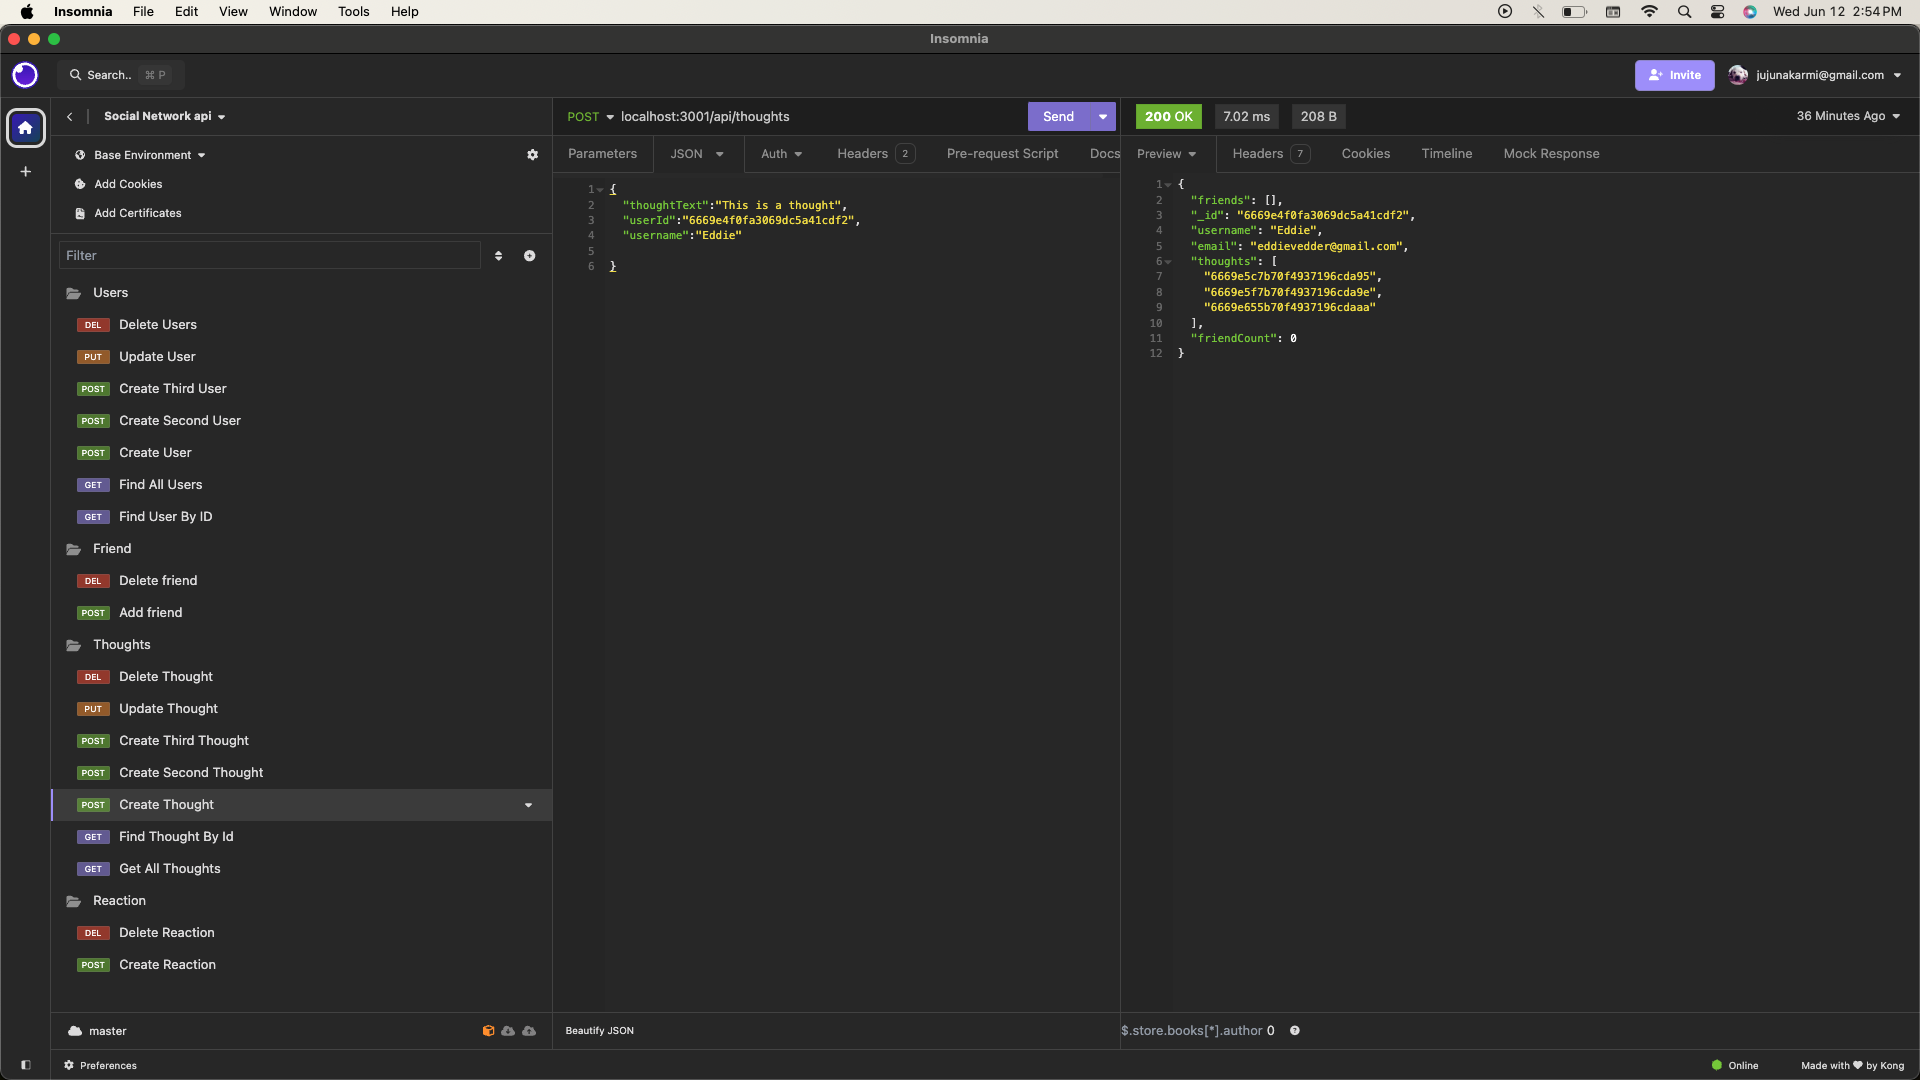 Insomnia File Edit View Window Tools Help
Wed Jun 12 2:54 PM
Insomnia
Search.. ⌘ P
Invite
jujunakarmi@gmail.com
Social Network api
Base Environment
Add Cookies
Add Certificates
Filter
Users
DEL Delete Users
PUT Update User
POST Create Third User
POST Create Second User
POST Create User
GET Find All Users
GET Find User By ID
Friend
DEL Delete friend
POST Add friend
Thoughts
DEL Delete Thought
PUT Update Thought
POST Create Third Thought
POST Create Second Thought
POST Create Thought
GET Find Thought By Id
GET Get All Thoughts
Reaction
DEL Delete Reaction
POST Create Reaction
master
Preferences
POST localhost:3001/api/thoughts
Send
Parameters JSON Auth Headers 2 Pre-request Script Docs
1 {
2 "thoughtText":"This is a thought",
3 "userId":"6669e4f0fa3069dc5a41cdf2",
4 "username":"Eddie"
5
6 }
Beautify JSON
200 OK 7.02 ms 208 B 36 Minutes Ago
Preview Headers 7 Cookies Timeline Mock Response
1 {
2 "friends": [],
3 "_id": "6669e4f0fa3069dc5a41cdf2",
4 "username": "Eddie",
5 "email": "eddievedder@gmail.com",
6 "thoughts": [
7 "6669e5c7b70f4937196cda95",
8 "6669e5f7b70f4937196cda9e",
9 "6669e655b70f4937196cdaaa"
10 ],
11 "friendCount": 0
12 }
$.store.books[*].author 0
Online
Made with ♥ by Kong